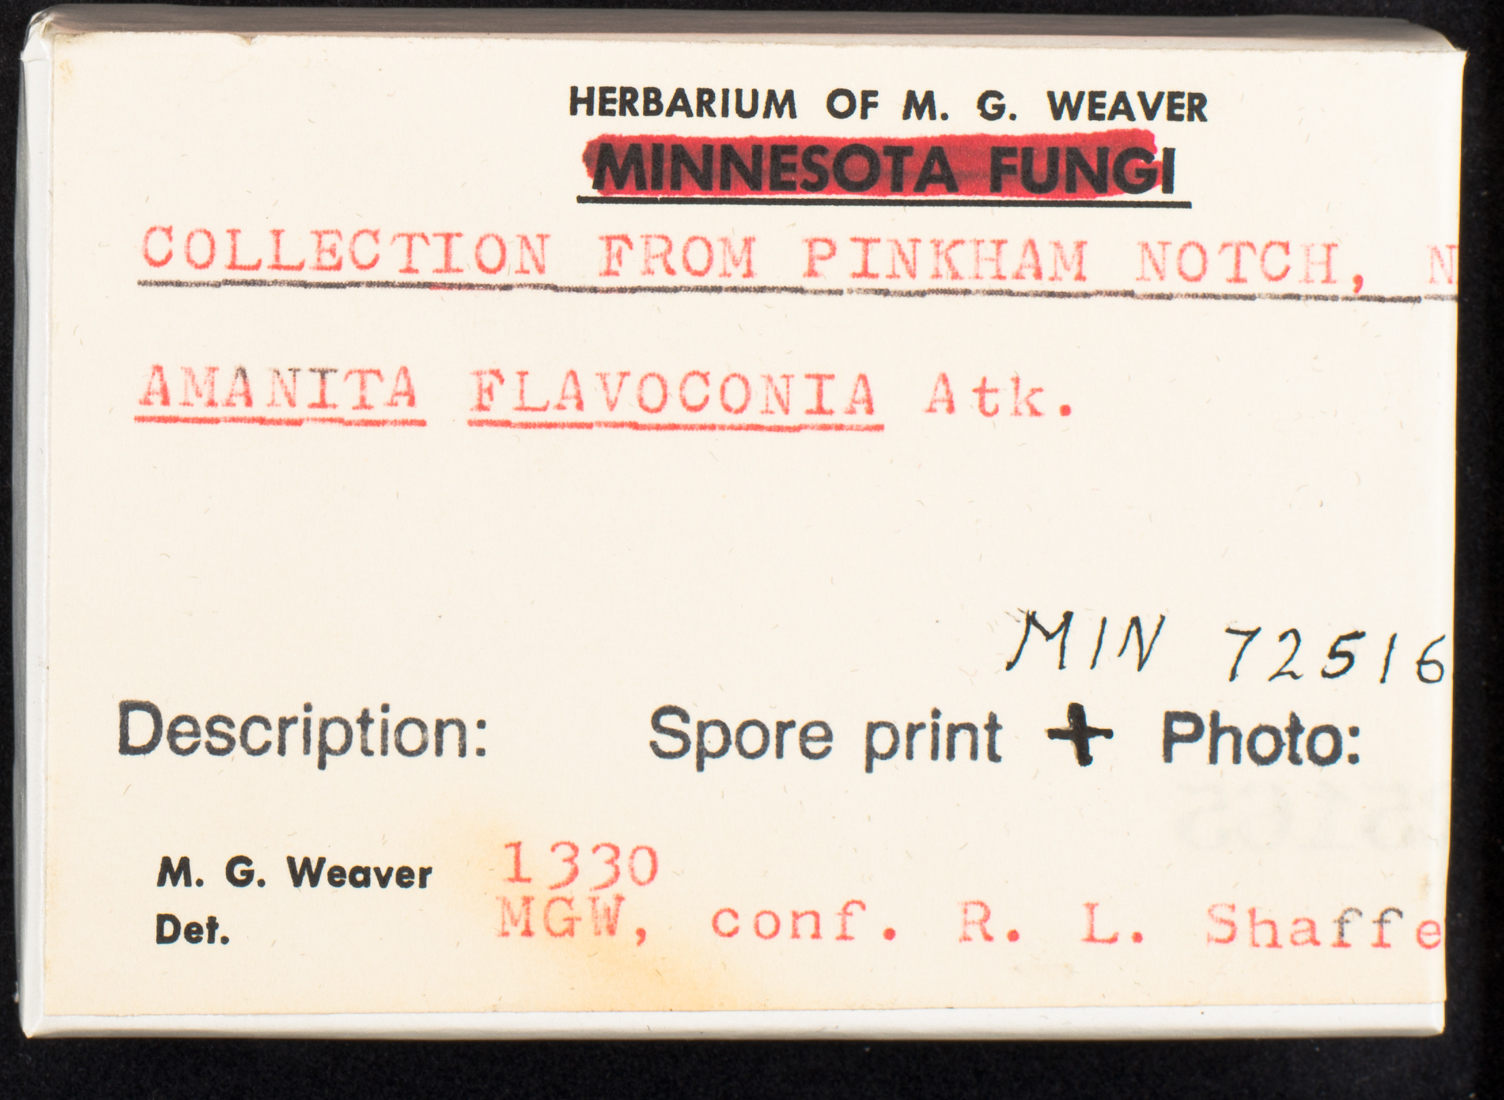 HERBARIUM OF M. G. WEAVER
MINNESOTA FUNGI
COLLECTION FROM PINKHAM NOTCH, N
AMANITA FLAVOCONIA Atk.
MIN 72516
Description: Spore print + Photo:
M. G. Weaver 1330
Det. MGW, conf. R. L. Shaffe